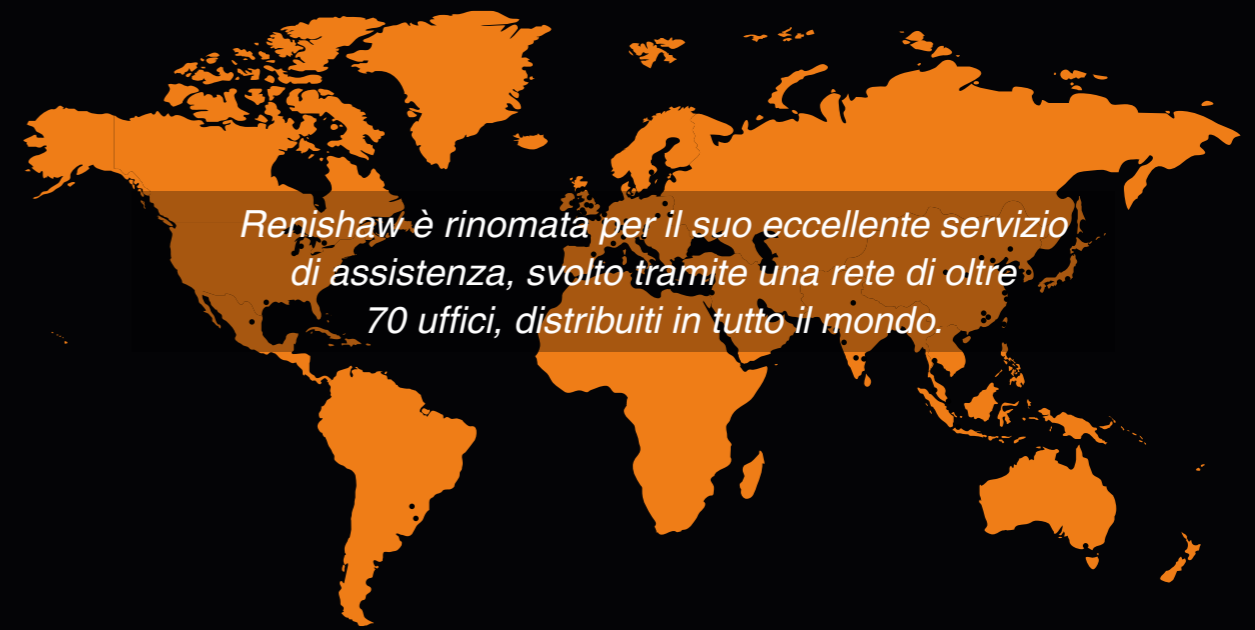 Renishaw è rinomata per il suo eccellente servizio
di assistenza, svolto tramite una rete di oltre
70 uffici, distribuiti in tutto il mondo.